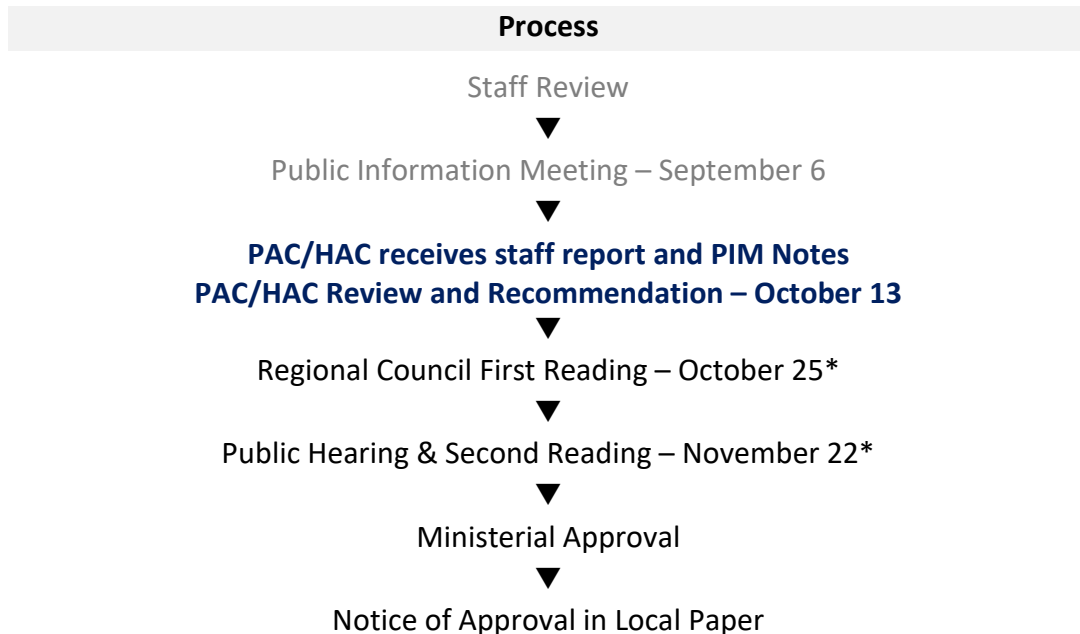 Process
Staff Review
▼
Public Information Meeting – September 6
▼
PAC/HAC receives staff report and PIM Notes
PAC/HAC Review and Recommendation – October 13
▼
Regional Council First Reading – October 25*
▼
Public Hearing & Second Reading – November 22*
▼
Ministerial Approval
▼
Notice of Approval in Local Paper